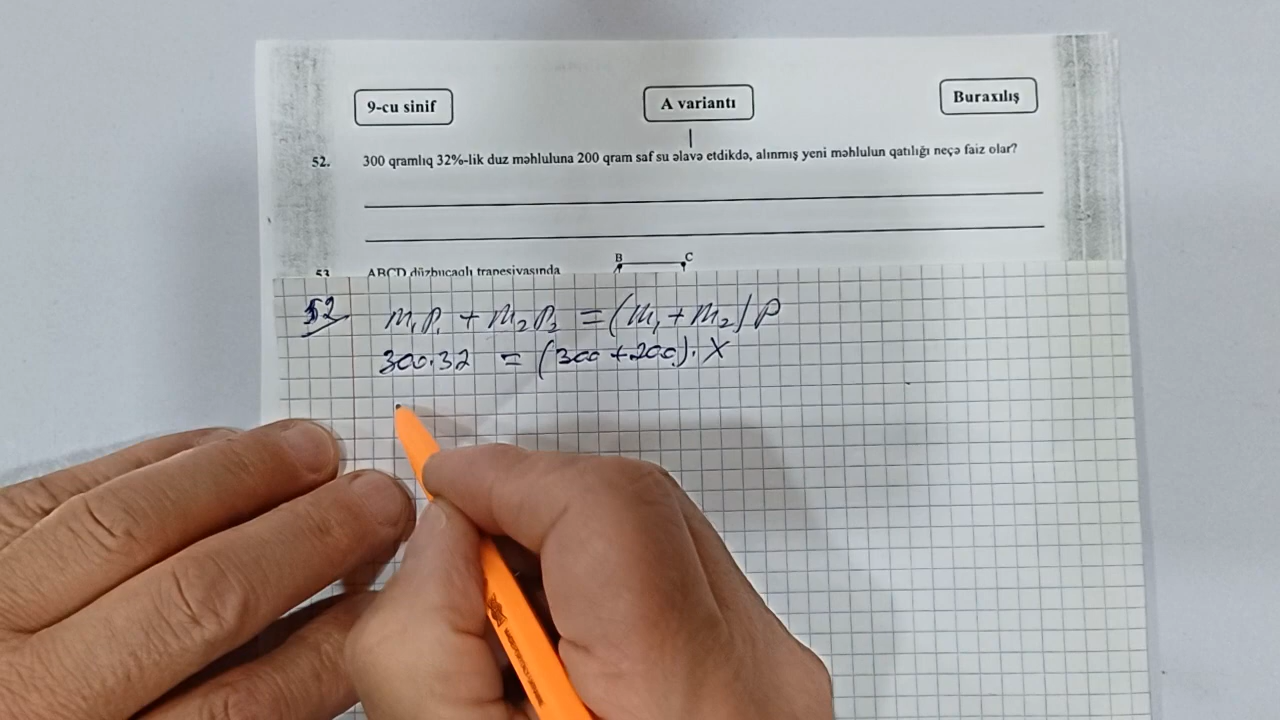 9-cu sinif
A variantı
Buraxılış
52. 300 qramlıq 32%-lik duz məhluluna 200 qram saf su əlavə etdikdə, alınmış yeni məhlulun qatılığı neçə faiz olar?
53. ABCD düzbucaqlı trapesiyasında
B C
52 m₁p₁ + m₂p₂ = (m₁ + m₂) p
300·32 = (300 + 200)· x